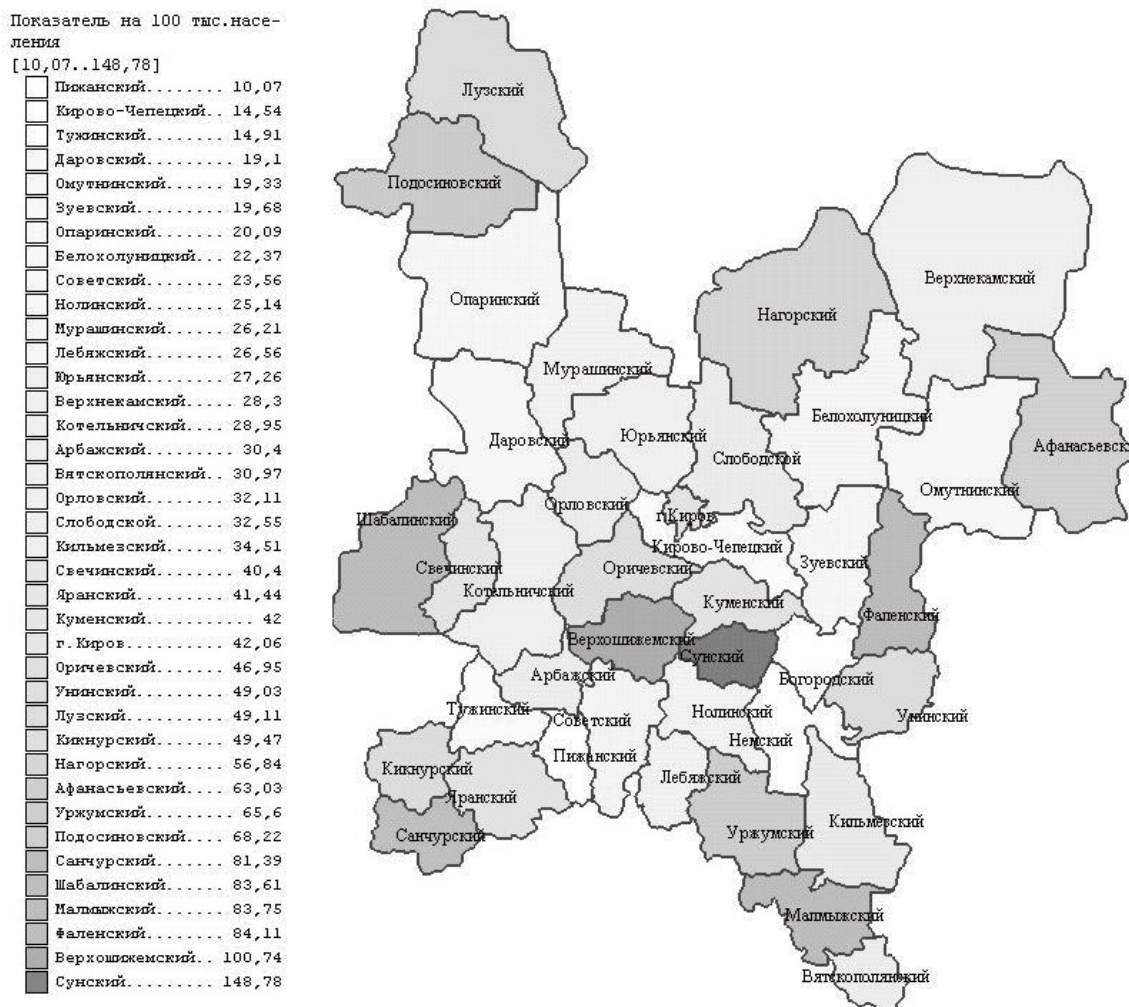 Показатель на 100 тыс.насе-
ления
[10,07..148,78]
Пижанский........ 10,07
Кирово-Чепецкий.. 14,54
Тужинский........ 14,91
Даровский......... 19,1
Омутнинский...... 19,33
Зуевский......... 19,68
Опаринский....... 20,09
Белохолуницкий... 22,37
Советский........ 23,56
Нолинский........ 25,14
Мурашинский...... 26,21
Лебяжский........ 26,56
Юрьянский........ 27,26
Верхнекамский..... 28,3
Котельничский.... 28,95
Арбажский......... 30,4
Вятскополянский.. 30,97
Орловский........ 32,11
Слободской....... 32,55
Кильмезский...... 34,51
Свечинский........ 40,4
Яранский......... 41,44
Куменский........... 42
г.Киров.......... 42,06
Оричевский....... 46,95
Унинский......... 49,03
Лузский.......... 49,11
Кикнурский....... 49,47
Нагорский........ 56,84
Афанасьевский.... 63,03
Уржумский......... 65,6
Подосиновский.... 68,22
Санчурский....... 81,39
Шабалинский...... 83,61
Малмыжский....... 83,75
Фаленский........ 84,11
Верхошижемский.. 100,74
Сунский......... 148,78
Лузский
Подосиновский
Опаринский
Верхнекамский
Нагорский
Мурашинский
Белохолуницкий
Даровский
Юрьянский
Слободской
Афанасьевск
Омутнинский
Шабалинский
Орловский
г.Киров
Кирово-Чепецкий
Зуевский
Свечинский
Оричевский
Котельничский
Куменский
Фаленский
Верхошижемский
Сунский
Арбажский
Богородский
Тужинский
Советский
Нолинский
Унинский
Немский
Пижанский
Кикнурский
Лебяжский
Яранский
Санчурский
Уржумский
Кильмезский
Малмыжский
Вятскополянский